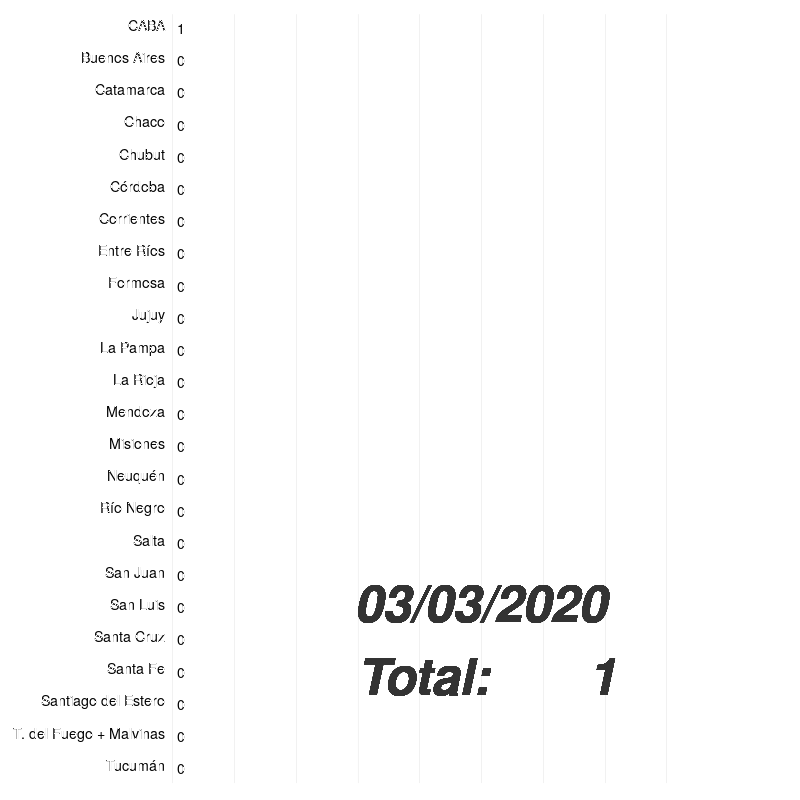 CABA 1
Buenos Aires 0
Catamarca 0
Chaco 0
Chubut 0
Córdoba 0
Corrientes 0
Entre Ríos 0
Formosa 0
Jujuy 0
La Pampa 0
La Rioja 0
Mendoza 0
Misiones 0
Neuquén 0
Río Negro 0
Salta 0
San Juan 0
San Luis 0
Santa Cruz 0
Santa Fe 0
Santiago del Estero 0
T. del Fuego + Malvinas 0
Tucumán 0
03/03/2020
Total: 1